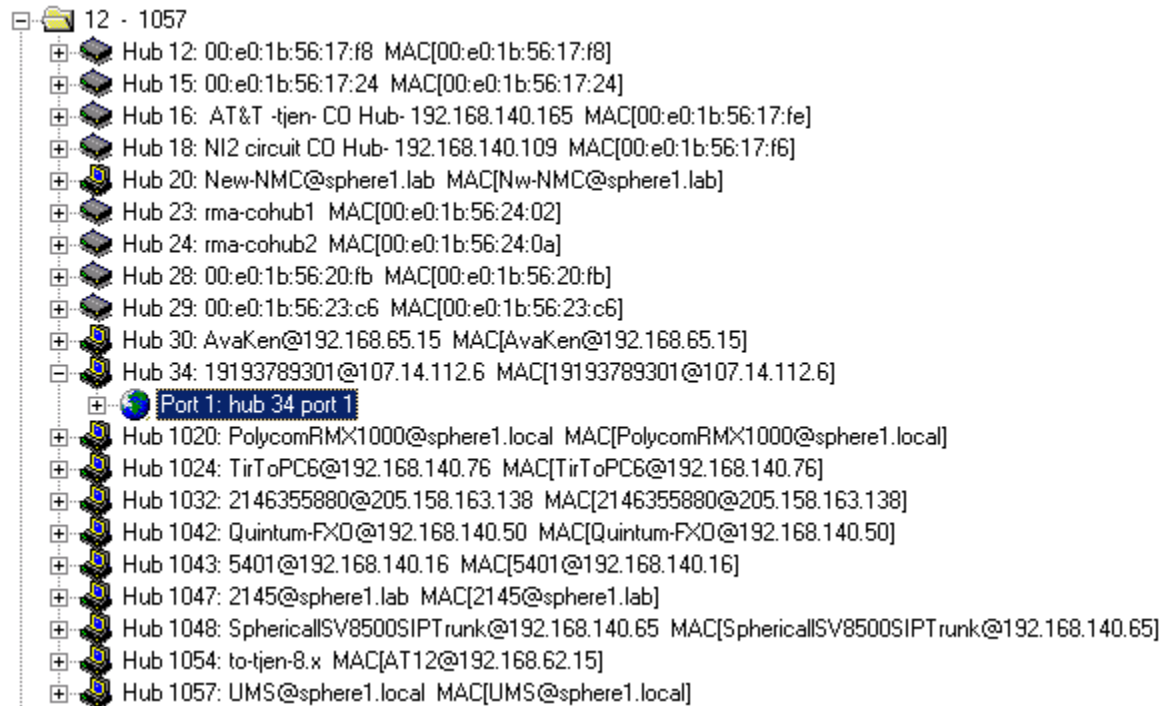 12 - 1057
Hub 12: 00:e0:1b:56:17:f8 MAC[00:e0:1b:56:17:f8]
Hub 15: 00:e0:1b:56:17:24 MAC[00:e0:1b:56:17:24]
Hub 16: AT&T -tjen- CO Hub- 192.168.140.165 MAC[00:e0:1b:56:17:fe]
Hub 18: NI2 circuit CO Hub- 192.168.140.109 MAC[00:e0:1b:56:17:f6]
Hub 20: New-NMC@sphere1.lab MAC[Nw-NMC@sphere1.lab]
Hub 23: rma-cohub1 MAC[00:e0:1b:56:24:02]
Hub 24: rma-cohub2 MAC[00:e0:1b:56:24:0a]
Hub 28: 00:e0:1b:56:20:fb MAC[00:e0:1b:56:20:fb]
Hub 29: 00:e0:1b:56:23:c6 MAC[00:e0:1b:56:23:c6]
Hub 30: AvaKen@192.168.65.15 MAC[AvaKen@192.168.65.15]
Hub 34: 19193789301@107.14.112.6 MAC[19193789301@107.14.112.6]
Port 1: hub 34 port 1
Hub 1020: PolycomRMX1000@sphere1.local MAC[PolycomRMX1000@sphere1.local]
Hub 1024: TirToPC6@192.168.140.76 MAC[TirToPC6@192.168.140.76]
Hub 1032: 2146355880@205.158.163.138 MAC[2146355880@205.158.163.138]
Hub 1042: Quintum-FXO@192.168.140.50 MAC[Quintum-FXO@192.168.140.50]
Hub 1043: 5401@192.168.140.16 MAC[5401@192.168.140.16]
Hub 1047: 2145@sphere1.lab MAC[2145@sphere1.lab]
Hub 1048: SphericallSV8500SIPTrunk@192.168.140.65 MAC[SphericallSV8500SIPTrunk@192.168.140.65]
Hub 1054: to-tjen-8.x MAC[AT12@192.168.62.15]
Hub 1057: UMS@sphere1.local MAC[UMS@sphere1.local]